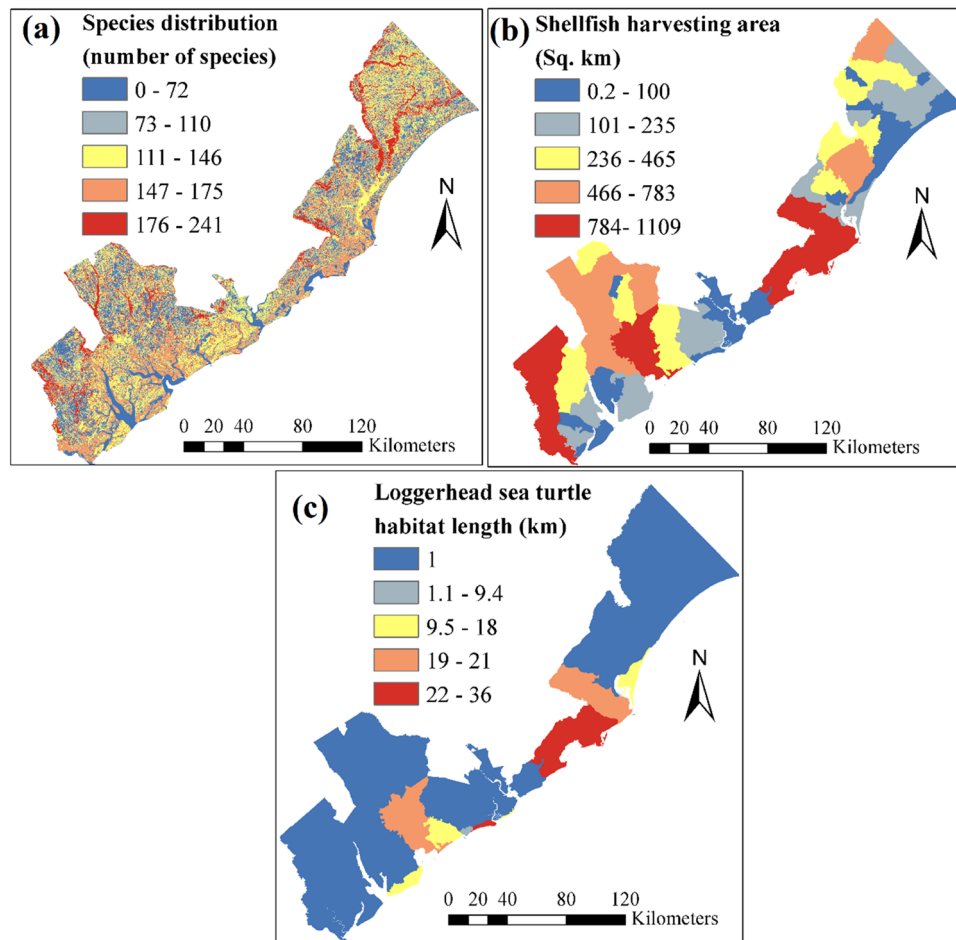 (a) Species distribution
(number of species)
0 - 72
73 - 110
111 - 146
147 - 175
176 - 241
N
0 20 40 80 120
Kilometers
(b) Shellfish harvesting area
(Sq. km)
0.2 - 100
101 - 235
236 - 465
466 - 783
784- 1109
N
0 20 40 80 120
Kilometers
(c) Loggerhead sea turtle
habitat length (km)
1
1.1 - 9.4
9.5 - 18
19 - 21
22 - 36
N
0 20 40 80 120
Kilometers